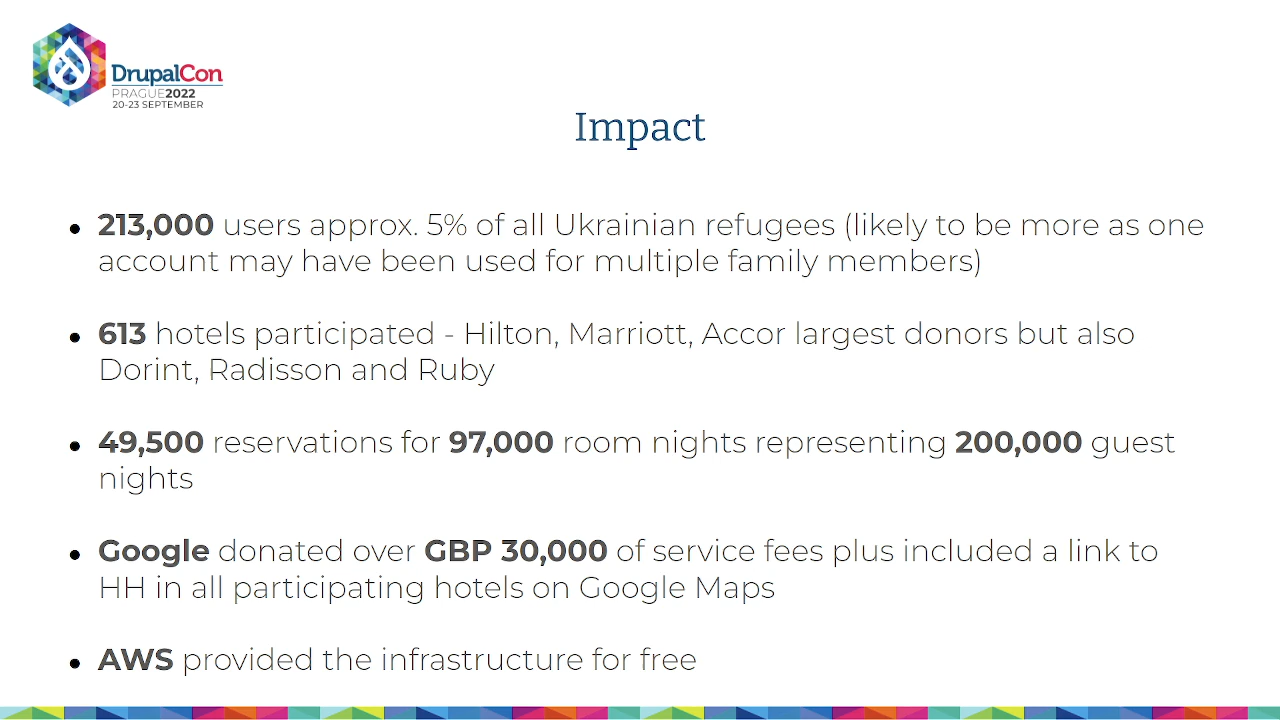 DrupalCon
PRAGUE2022
20-23 SEPTEMBER
Impact
● 213,000 users approx. 5% of all Ukrainian refugees (likely to be more as one
account may have been used for multiple family members)
● 613 hotels participated - Hilton, Marriott, Accor largest donors but also
Dorint, Radisson and Ruby
● 49,500 reservations for 97,000 room nights representing 200,000 guest
nights
● Google donated over GBP 30,000 of service fees plus included a link to
HH in all participating hotels on Google Maps
● AWS provided the infrastructure for free